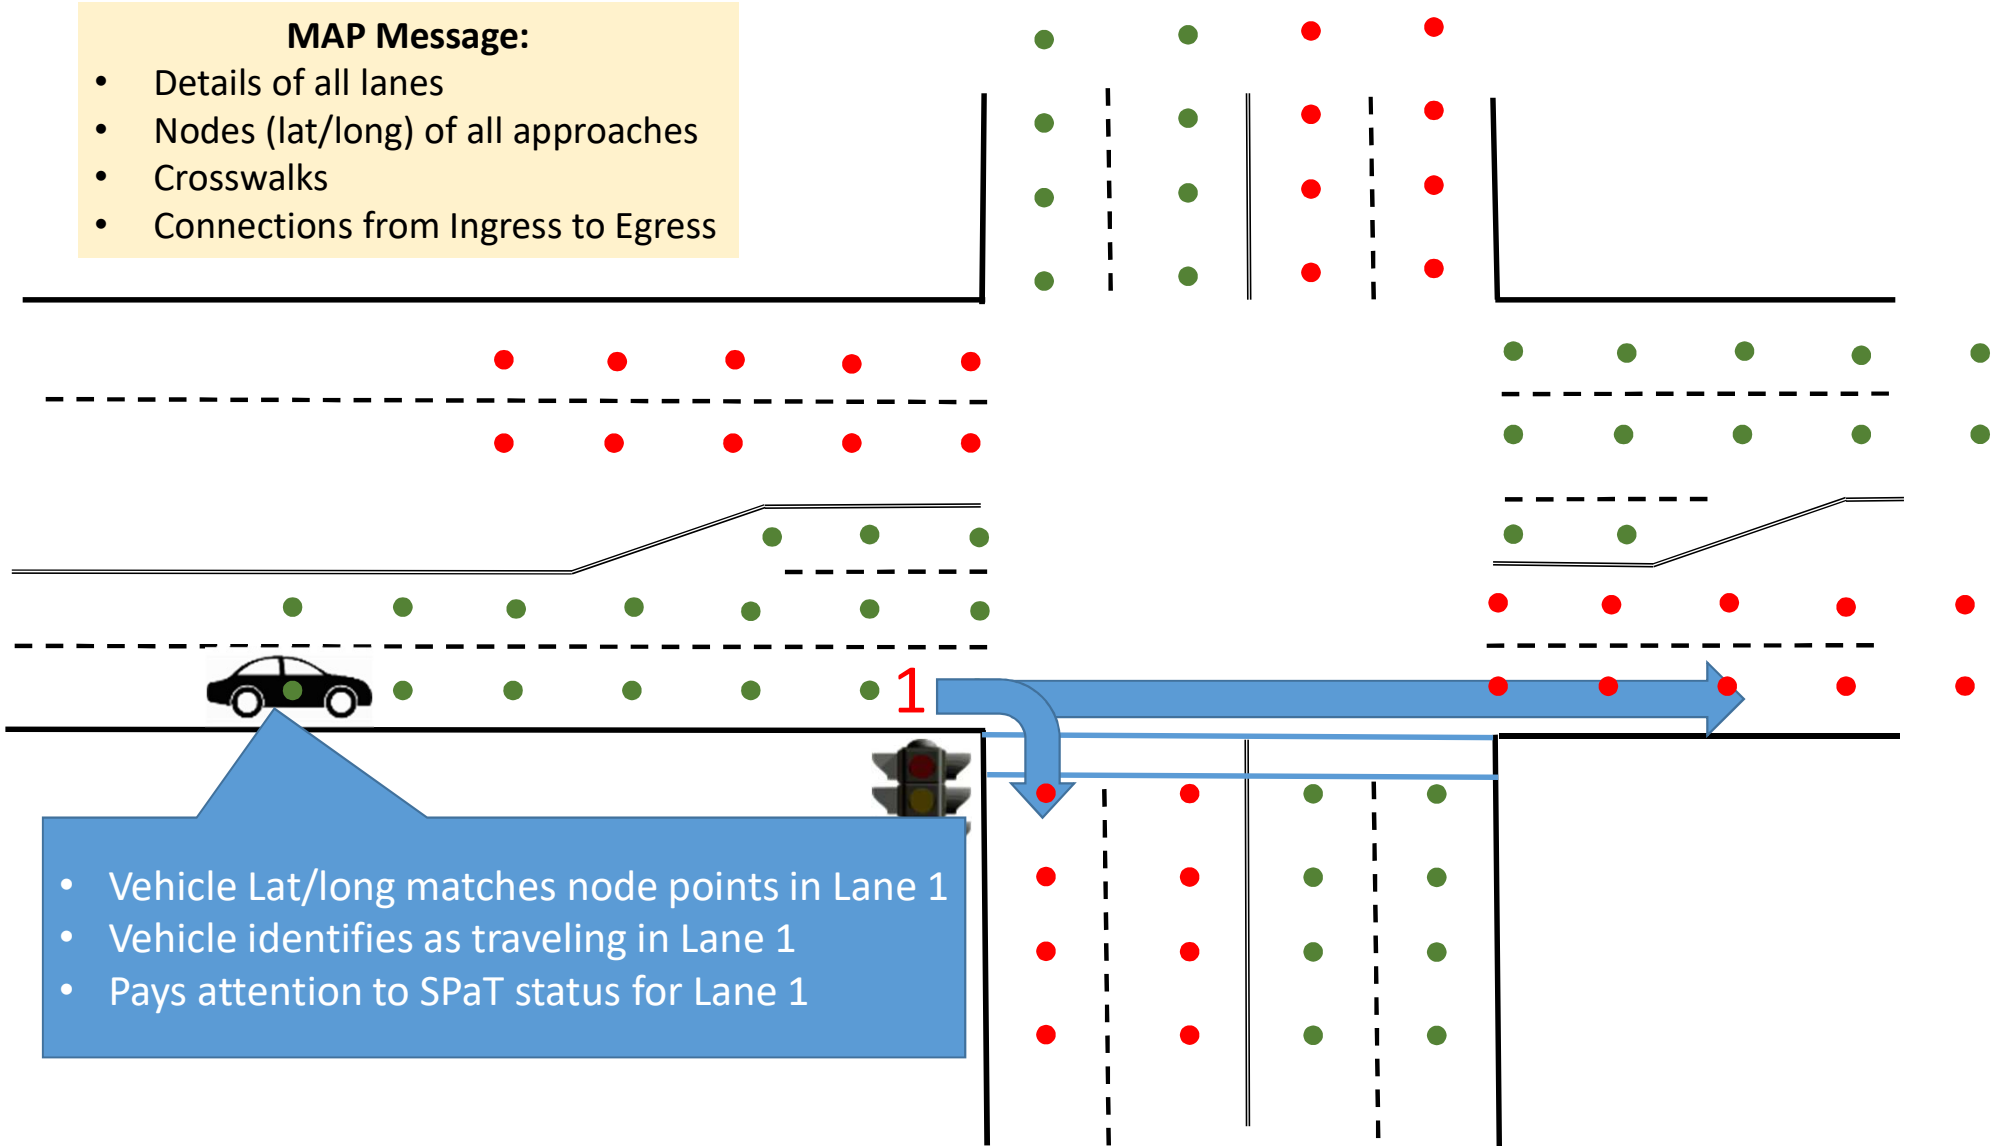 MAP Message:
• Details of all lanes
• Nodes (lat/long) of all approaches
• Crosswalks
• Connections from Ingress to Egress
1
• Vehicle Lat/long matches node points in Lane 1
• Vehicle identifies as traveling in Lane 1
• Pays attention to SPaT status for Lane 1